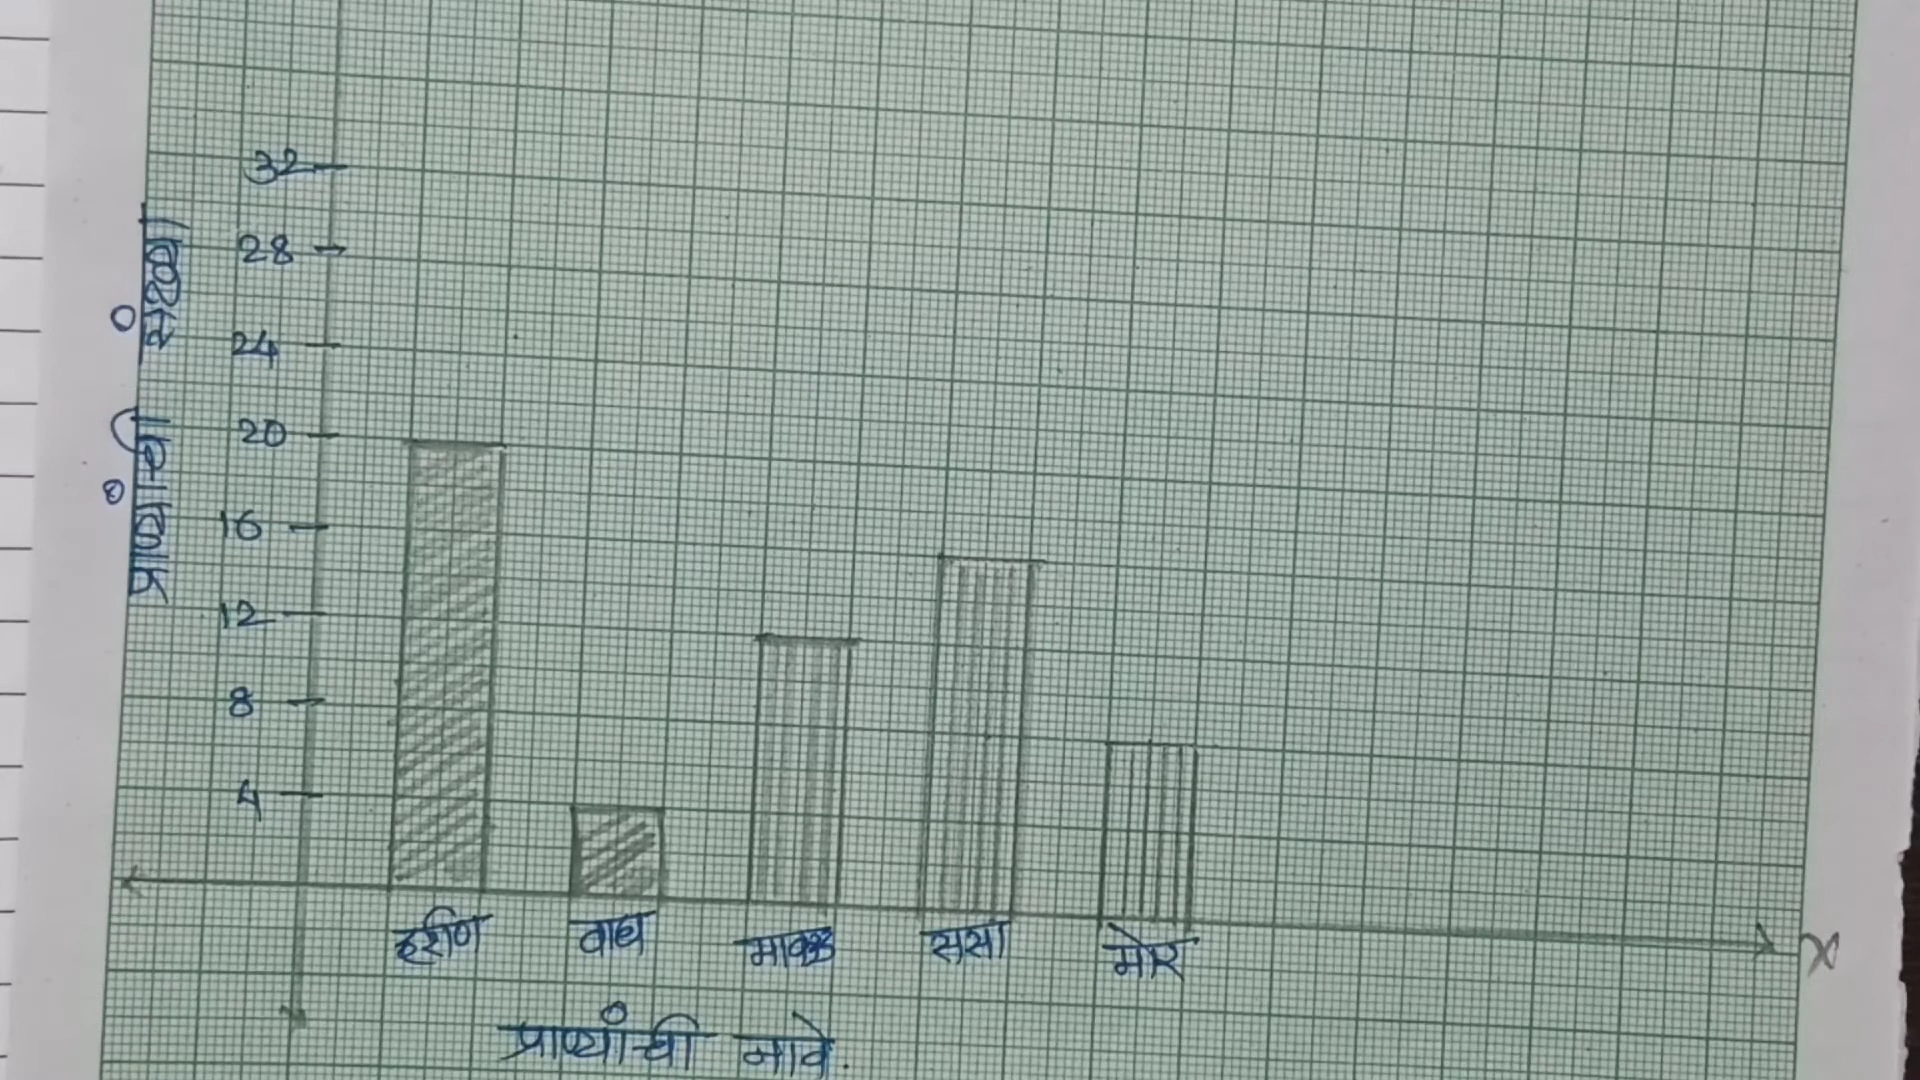 32
28
24
20
16
12
8
4
प्राण्यांची संख्या
हरीण वाघ माकड ससा मोर
X
प्राण्यांची नावे.